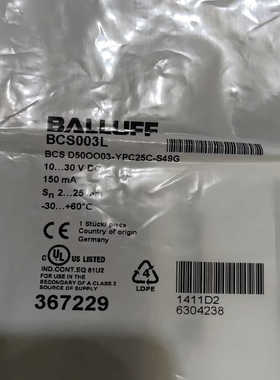 BALLUFF
BCS003L
BCS D50OO03-YPC25C-S49G
10...30 V DC
150 mA
Sn 2...25 mm
-30...+60°C
CE
1 Stück/ piece
Country of origin
Germany
c UL US LISTED
IND.CONT.EQ 81U2
FOR USE IN THE
SECONDARY OF A CLASS 2
SOURCE OF SUPPLY
4
LDPE
367229
1411D2
6304238